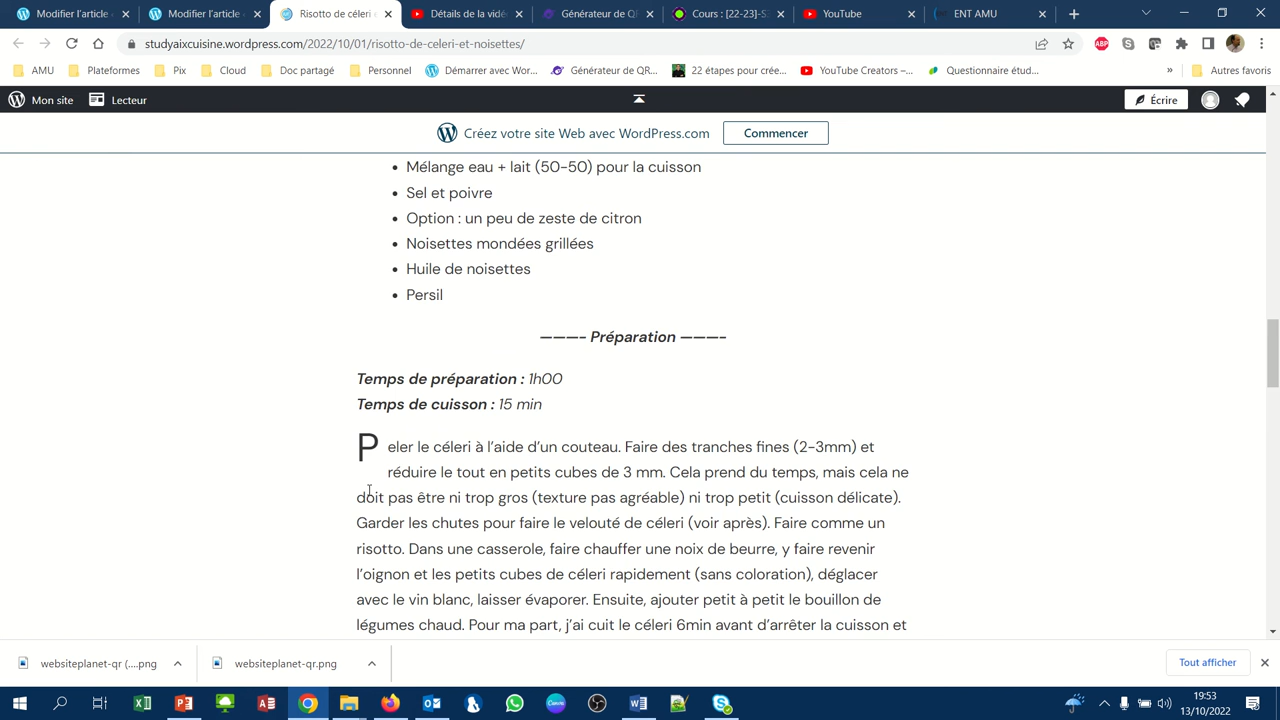 Modifier l'article
Modifier l'article
Risotto de céleri e
Détails de la vidé
Générateur de QF
Cours : [22-23]-S
YouTube
ENT AMU
studyaixcuisine.wordpress.com/2022/10/01/risotto-de-celeri-et-noisettes/
ABP
AMU
Plateformes
Pix
Cloud
Doc partagé
Personnel
Démarrer avec Wor...
Générateur de QR...
22 étapes pour crée...
YouTube Creators –...
Questionnaire étud...
»
Autres favoris
Mon site
Lecteur
Écrire
Créez votre site Web avec WordPress.com
Commencer
• Mélange eau + lait (50-50) pour la cuisson
• Sel et poivre
• Option : un peu de zeste de citron
• Noisettes mondées grillées
• Huile de noisettes
• Persil
———- Préparation ———-
Temps de préparation : 1h00
Temps de cuisson : 15 min
Peler le céleri à l'aide d'un couteau. Faire des tranches fines (2-3mm) et
réduire le tout en petits cubes de 3 mm. Cela prend du temps, mais cela ne
doit pas être ni trop gros (texture pas agréable) ni trop petit (cuisson délicate).
Garder les chutes pour faire le velouté de céleri (voir après). Faire comme un
risotto. Dans une casserole, faire chauffer une noix de beurre, y faire revenir
l'oignon et les petits cubes de céleri rapidement (sans coloration), déglacer
avec le vin blanc, laisser évaporer. Ensuite, ajouter petit à petit le bouillon de
légumes chaud. Pour ma part, j'ai cuit le céleri 6min avant d'arrêter la cuisson et
websiteplanet-qr (....png
websiteplanet-qr.png
Tout afficher
19:53
13/10/2022